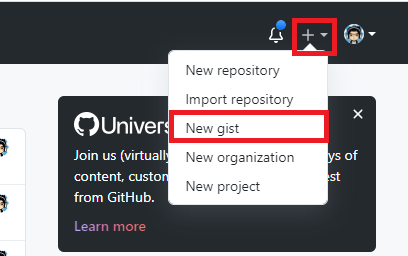 New repository
Import repository
New gist
New organization
New project
Univers
Join us (virtually
ys of
content, custom
est
from GitHub.
Learn more